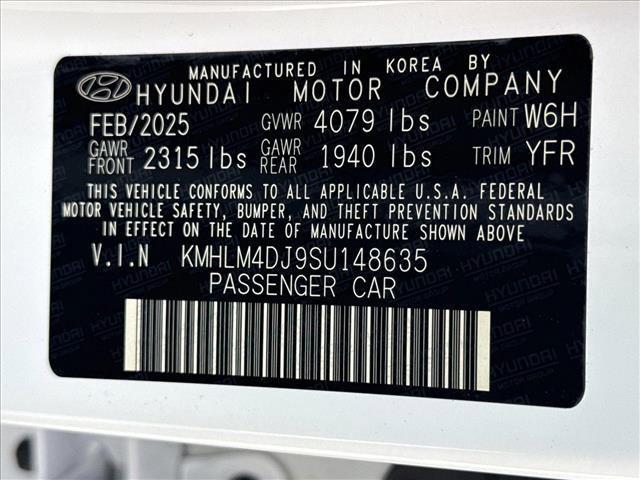 MANUFACTURED IN KOREA BY
HYUNDAI MOTOR COMPANY
FEB/2025 GVWR 4079 lbs PAINT W6H
GAWR FRONT 2315 lbs GAWR REAR 1940 lbs TRIM YFR
THIS VEHICLE CONFORMS TO ALL APPLICABLE U.S.A. FEDERAL
MOTOR VEHICLE SAFETY, BUMPER, AND THEFT PREVENTION STANDARDS
IN EFFECT ON THE DATE OF MANUFACTURE SHOWN ABOVE.
V.I.N KMHLM4DJ9SU148635
PASSENGER CAR